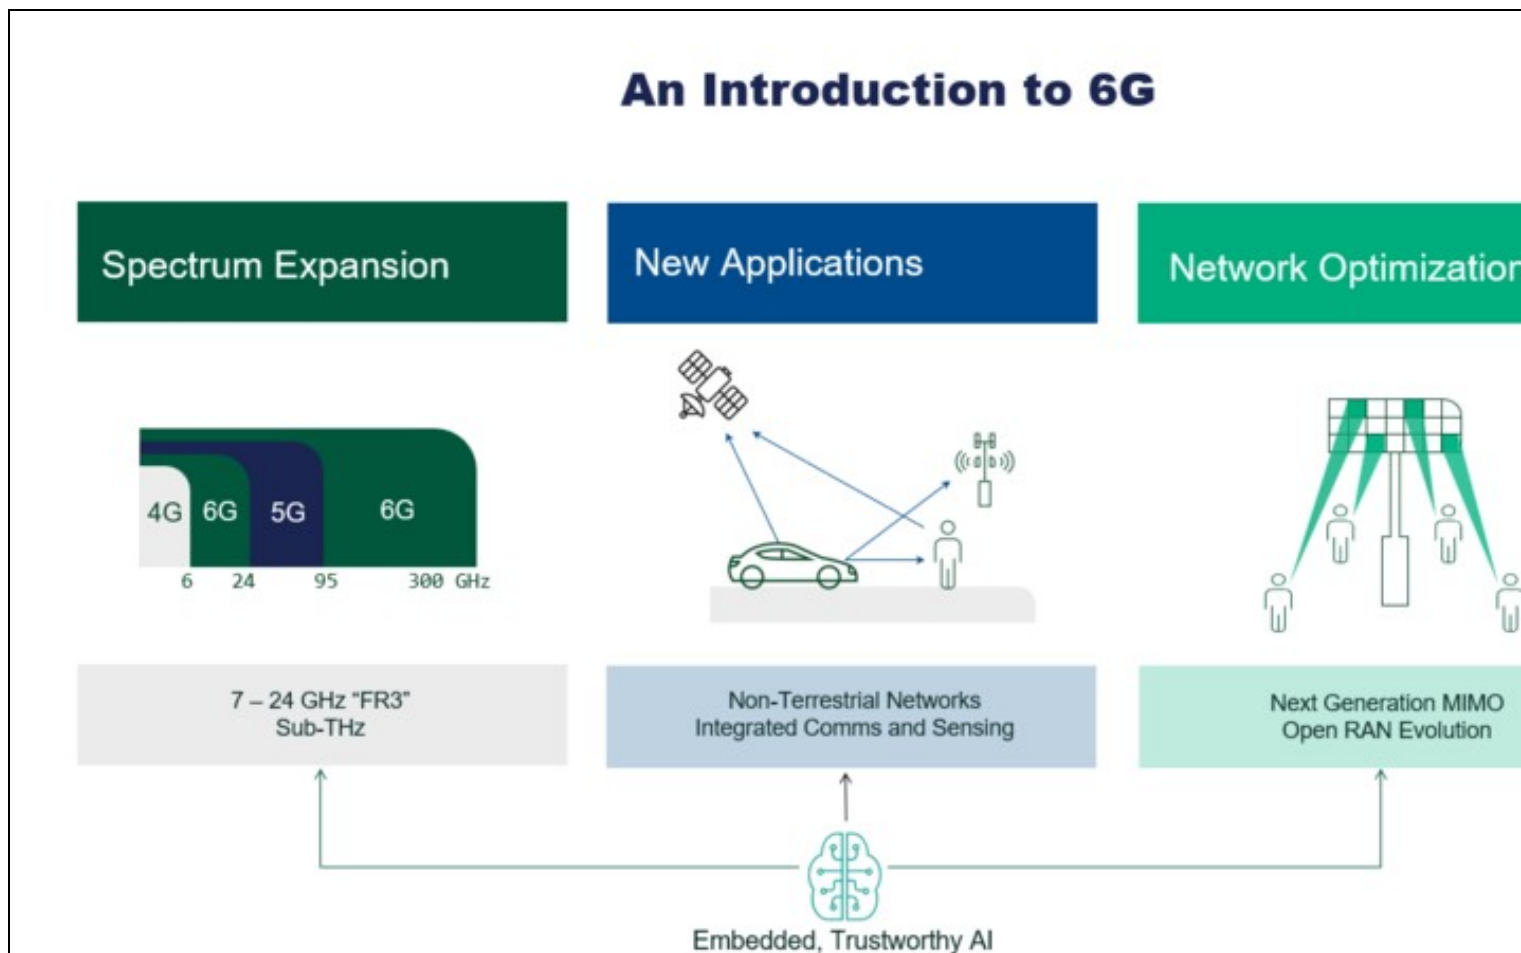 An Introduction to 6G
Spectrum Expansion
New Applications
Network Optimization
4G 6G 5G 6G
6 24 95 300 GHz
7 – 24 GHz “FR3”
Sub-THz
Non-Terrestrial Networks
Integrated Comms and Sensing
Next Generation MIMO
Open RAN Evolution
Embedded, Trustworthy AI